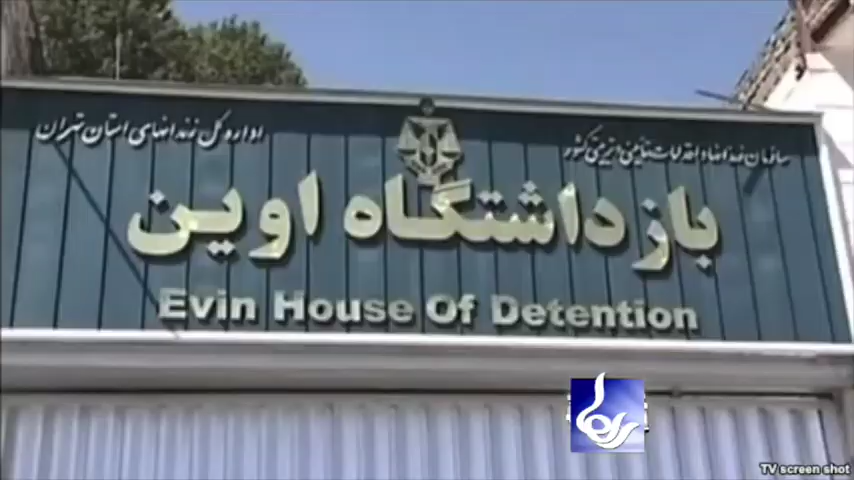 سازمان زندانها و اقدامات تأمینی و تربیتی کشور
اداره کل زندانهای استان تهران
بازداشتگاه اوین
Evin House Of Detention
TV screen shot